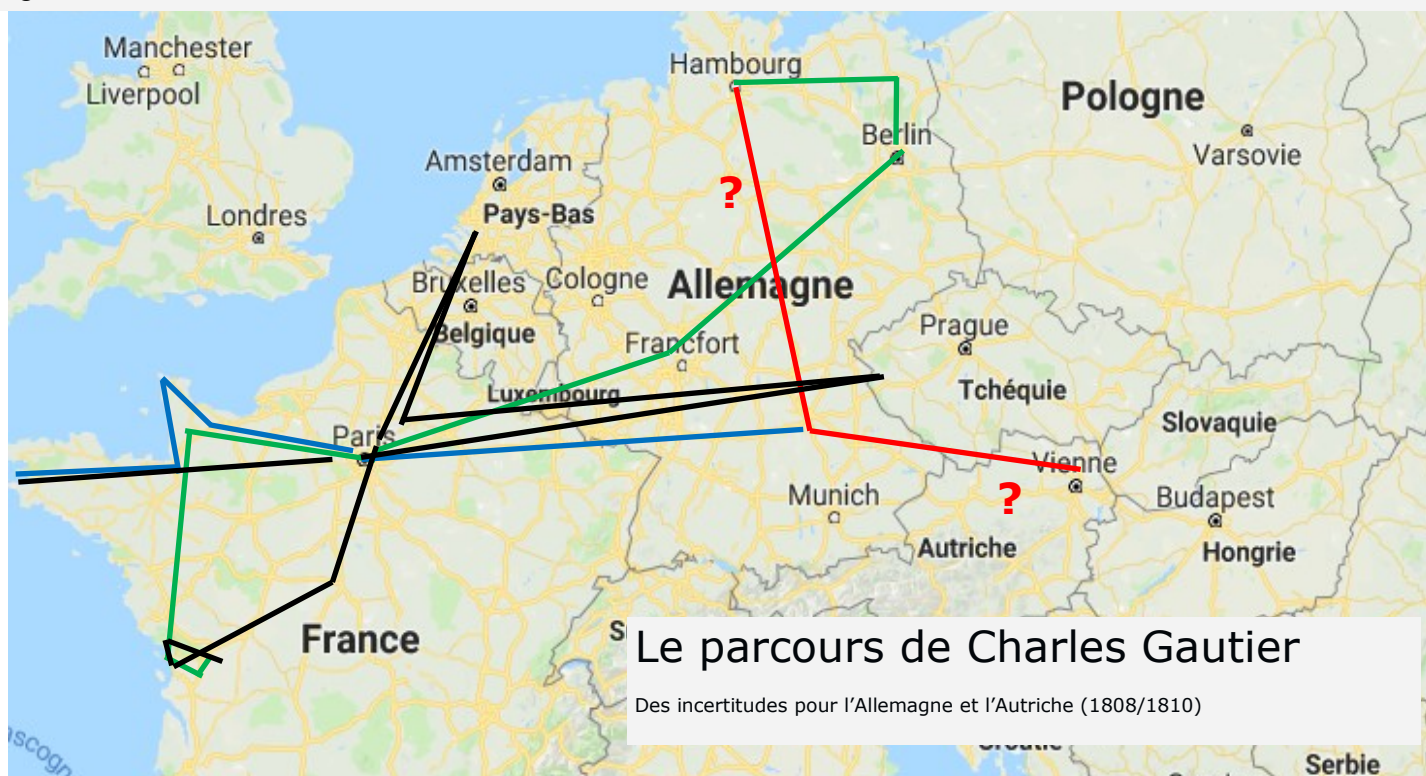 Manchester
Liverpool
Hambourg
Pologne
Berlin
Varsovie
Amsterdam
Pays-Bas
Londres
?
Bruxelles
Cologne
Allemagne
Belgique
Prague
Francfort
Luxembourg
Tchéquie
Slovaquie
Paris
Vienne
Munich
?
Budapest
Autriche
Hongrie
France
Le parcours de Charles Gautier
Des incertitudes pour l’Allemagne et l’Autriche (1808/1810)
Serbie